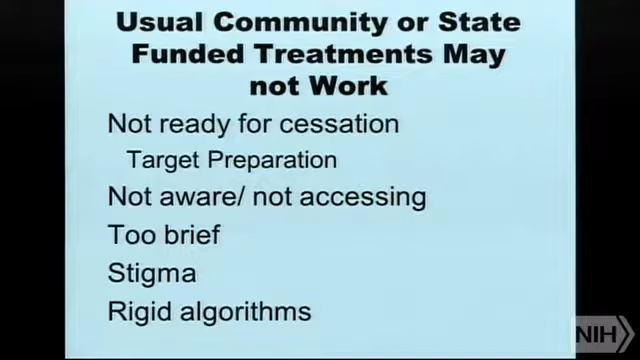 Usual Community or State
Funded Treatments May
not Work
Not ready for cessation
Target Preparation
Not aware/ not accessing
Too brief
Stigma
Rigid algorithms
NIH